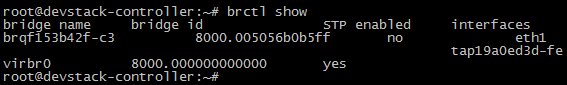 root@devstack-controller:~# brctl show
bridge name     bridge id               STP enabled     interfaces
brqf153b42f-c3          8000.005056b0b5ff       no              eth1
                                                        tap19a0ed3d-fe
virbr0          8000.000000000000       yes
root@devstack-controller:~#